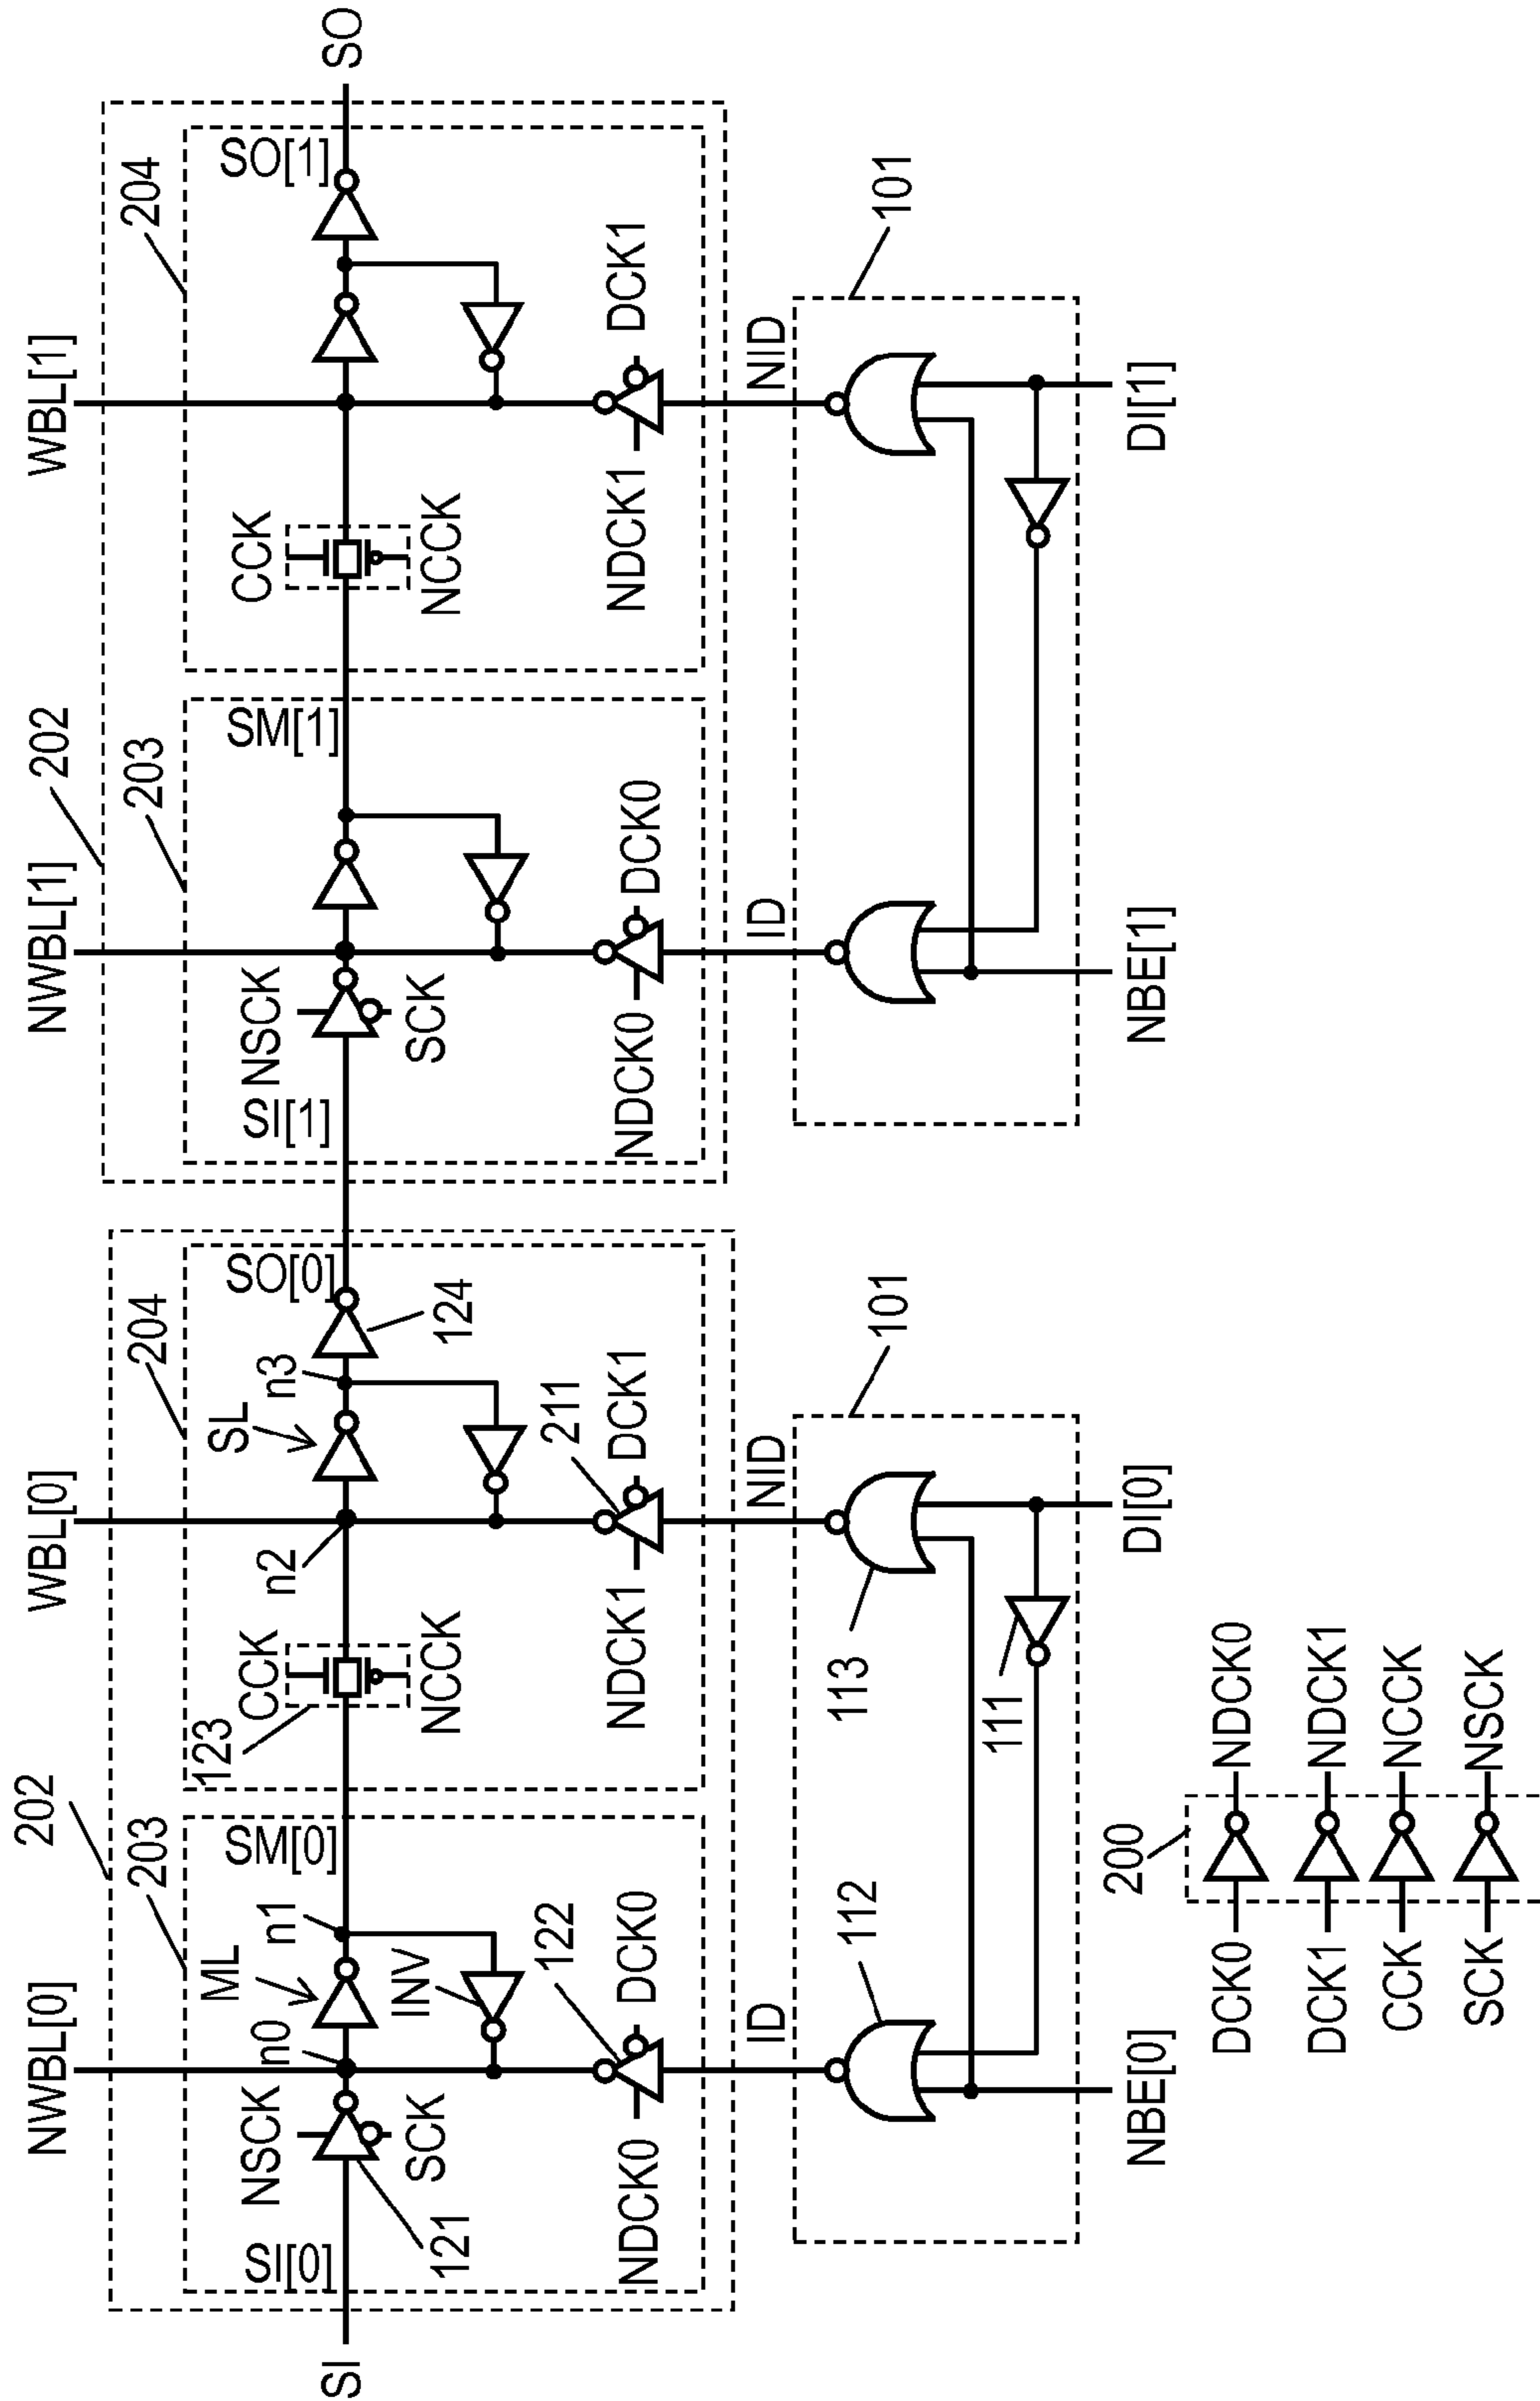 NWBL[0]
WBL[0]
NWBL[1]
WBL[1]
202
203
204
202
203
204
SI
SI[0]
NSCK
SCK
121
n0
ML
n1
SM[0]
INV
122
NDCK0
DCK0
123
CCK
NCCK
n2
SL
n3
SO[0]
124
211
NDCK1
DCK1
SI[1]
NSCK
SCK
SM[1]
NDCK0
DCK0
CCK
NCCK
SO[1]
NDCK1
DCK1
SO
ID
NID
ID
NID
101
101
112
113
111
NBE[0]
DI[0]
NBE[1]
DI[1]
200
DCK0
NDCK0
DCK1
NDCK1
CCK
NCCK
SCK
NSCK